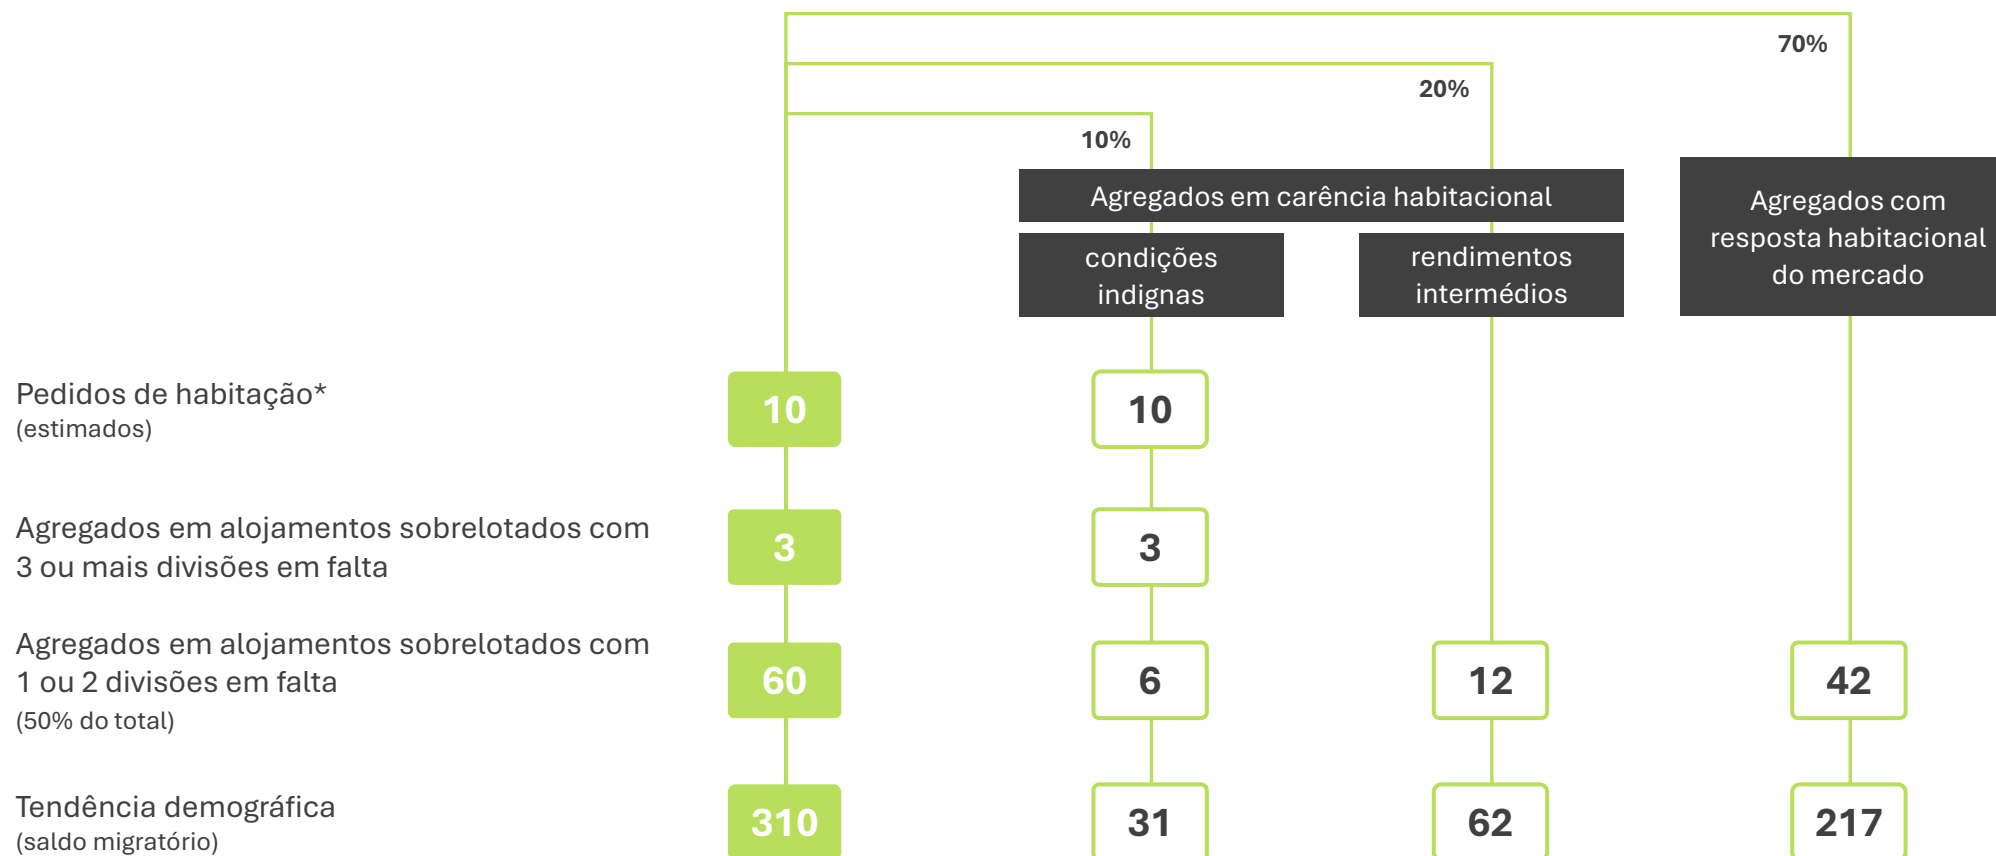 70%
20%
10%
Agregados em carência habitacional
Agregados com
resposta habitacional
do mercado
condições
indignas
rendimentos
intermédios
Pedidos de habitação*
(estimados)
10
10
Agregados em alojamentos sobrelotados com
3 ou mais divisões em falta
3
3
Agregados em alojamentos sobrelotados com
1 ou 2 divisões em falta
(50% do total)
60
6
12
42
Tendência demográfica
(saldo migratório)
310
31
62
217